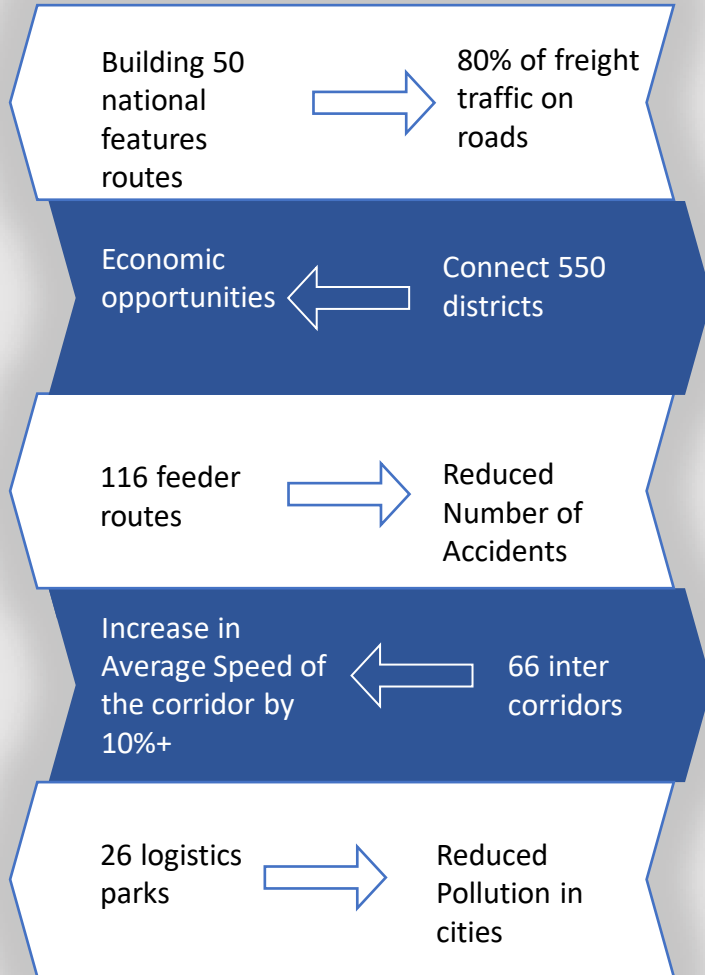 Building 50
national
features
routes
80% of freight
traffic on
roads
Economic
opportunities
Connect 550
districts
116 feeder
routes
Reduced
Number of
Accidents
Increase in
Average Speed of
the corridor by
10%+
66 inter
corridors
26 logistics
parks
Reduced
Pollution in
cities